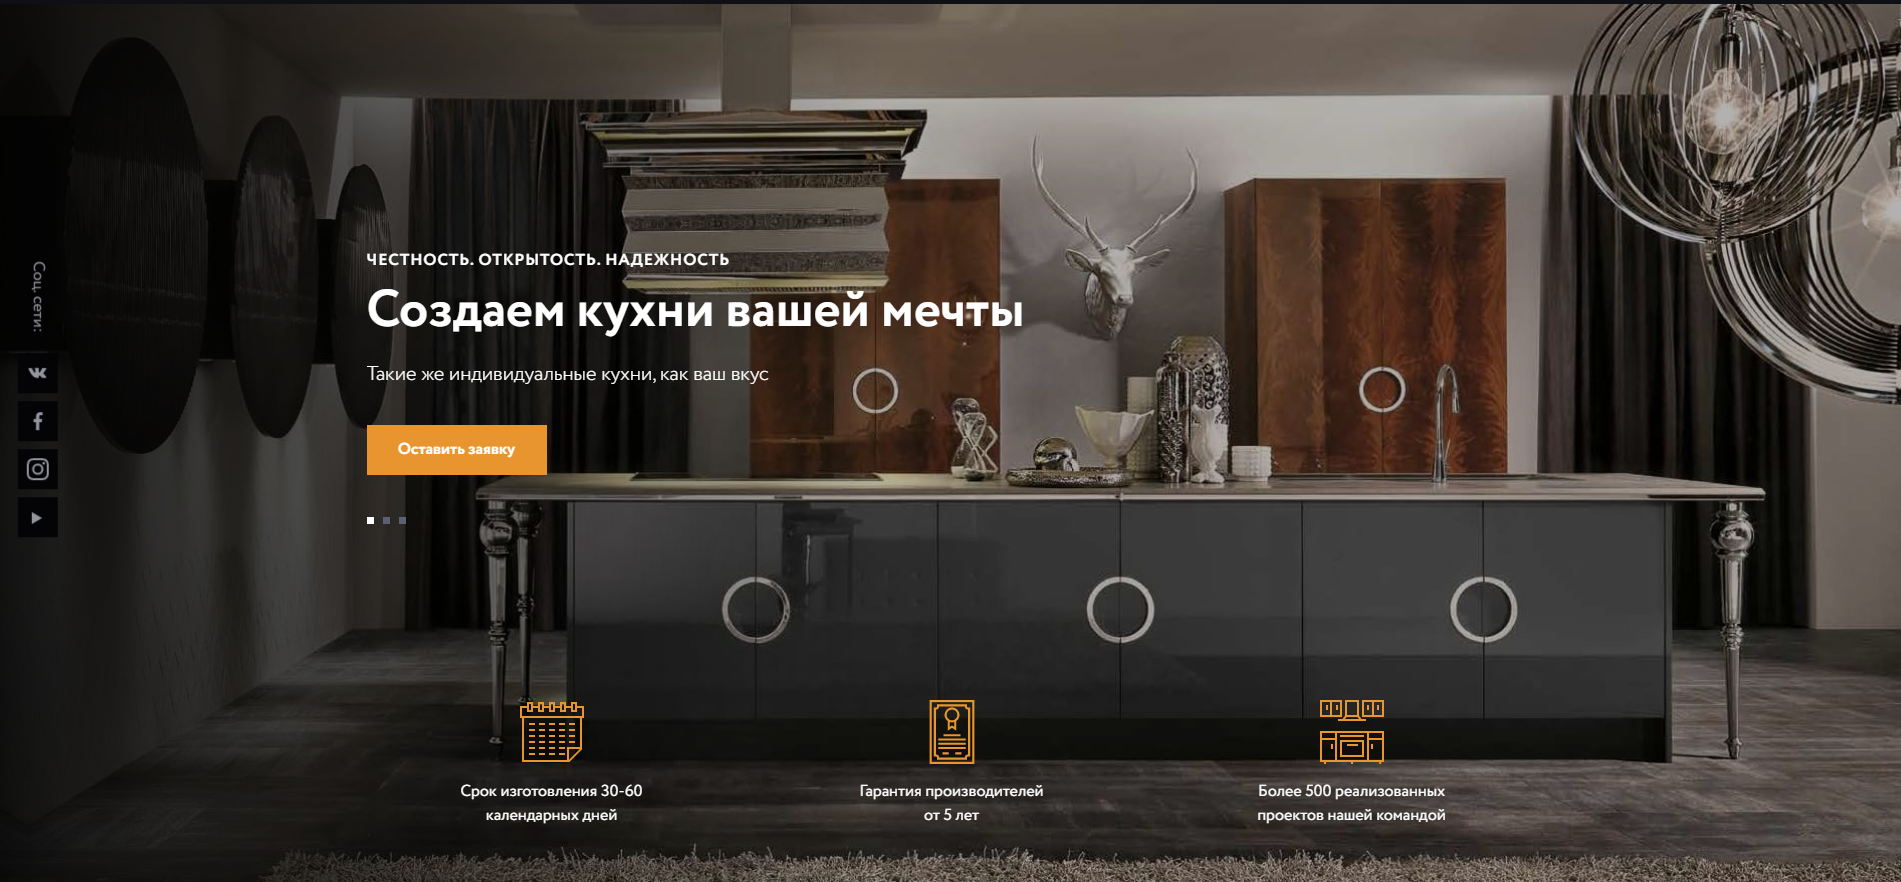 ЧЕСТНОСТЬ. ОТКРЫТОСТЬ. НАДЕЖНОСТЬ
Создаем кухни вашей мечты
Такие же индивидуальные кухни, как ваш вкус
Оставить заявку
Соц. сети:
Срок изготовления 30-60
календарных дней
Гарантия производителей
от 5 лет
Более 500 реализованных
проектов нашей командой